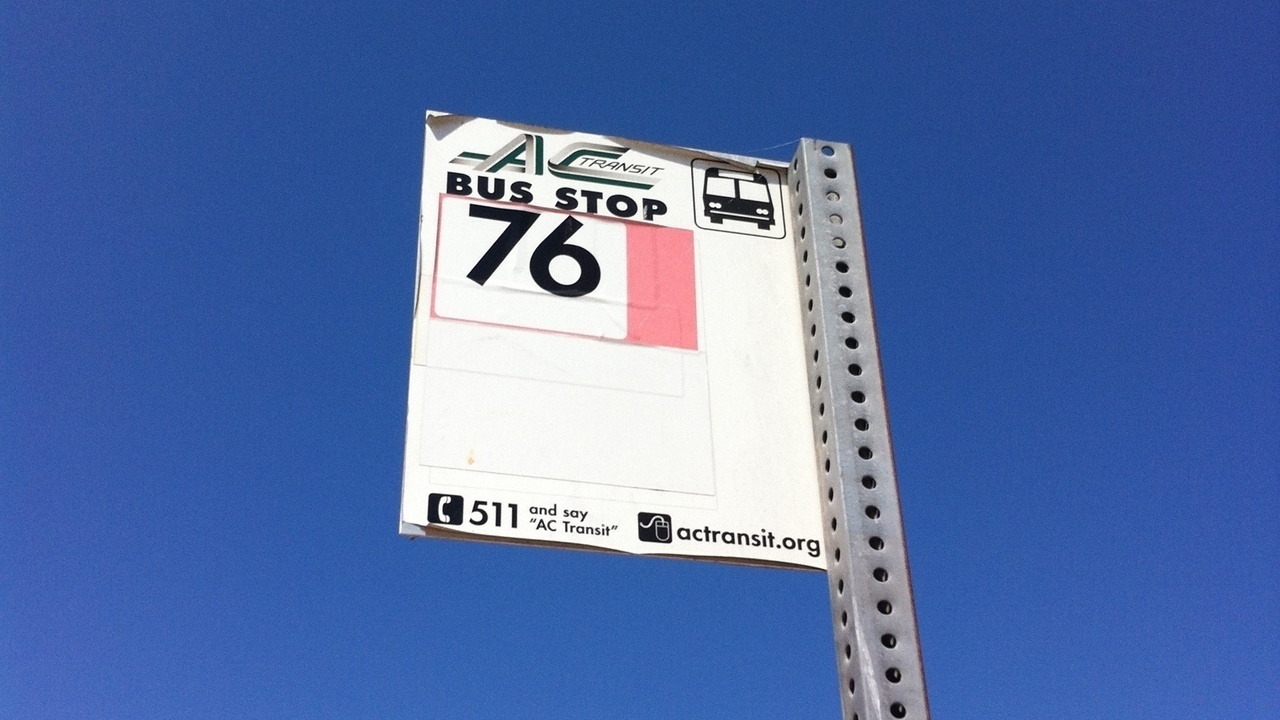 AC TRANSIT
BUS STOP
76
511 and say
"AC Transit"
actransit.org